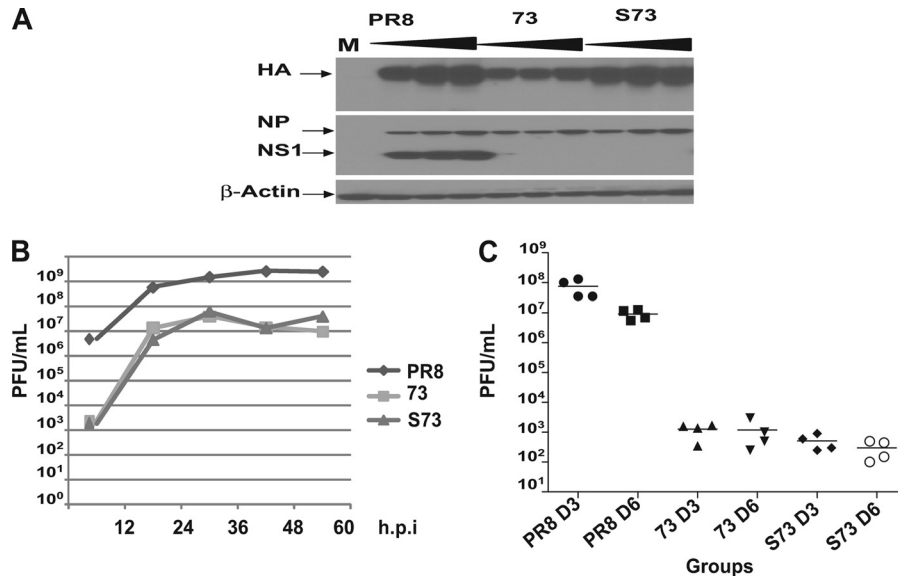 A
PR8 73 S73
M
HA
NP
NS1
β-Actin
B
10⁹
10⁸
10⁷
10⁶
10⁵
10⁴
10³
10²
10¹
10⁰
PFU/mL
12 24 36 48 60 h.p.i
PR8
73
S73
C
10⁹
10⁸
10⁷
10⁶
10⁵
10⁴
10³
10²
10¹
PFU/mL
PR8 D3 PR8 D6 73 D3 73 D6 S73 D3 S73 D6
Groups